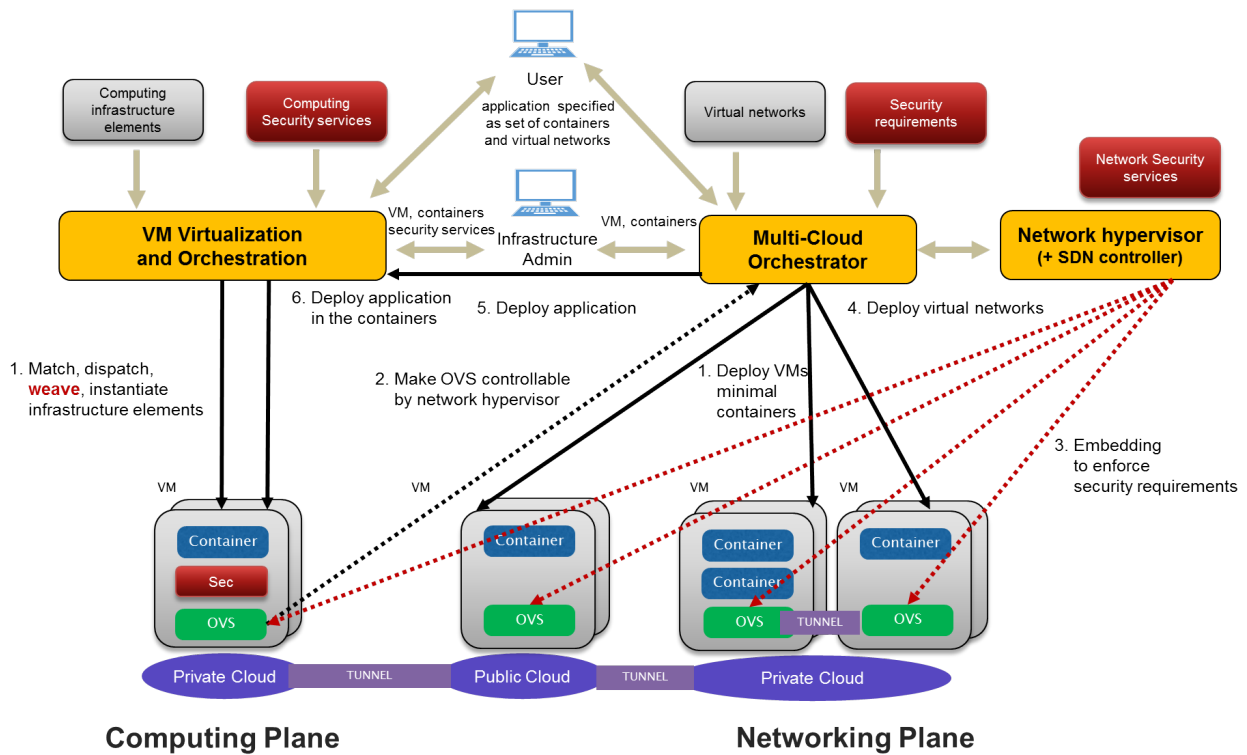 User
application specified
as set of containers
and virtual networks
Computing
infrastructure
elements
Computing
Security services
Virtual networks
Security
requirements
Network Security
services
VM Virtualization
and Orchestration
VM, containers
security services
Infrastructure
Admin
VM, containers
Multi-Cloud
Orchestrator
Network hypervisor
(+ SDN controller)
6. Deploy application
in the containers
5. Deploy application
4. Deploy virtual networks
1. Match, dispatch,
weave, instantiate
infrastructure elements
2. Make OVS controllable
by network hypervisor
1. Deploy VMs
minimal
containers
3. Embedding
to enforce
security requirements
VM
Container
Sec
OVS
VM
Container
OVS
VM
Container
Container
OVS
TUNNEL
VM
Container
OVS
Private Cloud
TUNNEL
Public Cloud
TUNNEL
Private Cloud
Computing Plane
Networking Plane